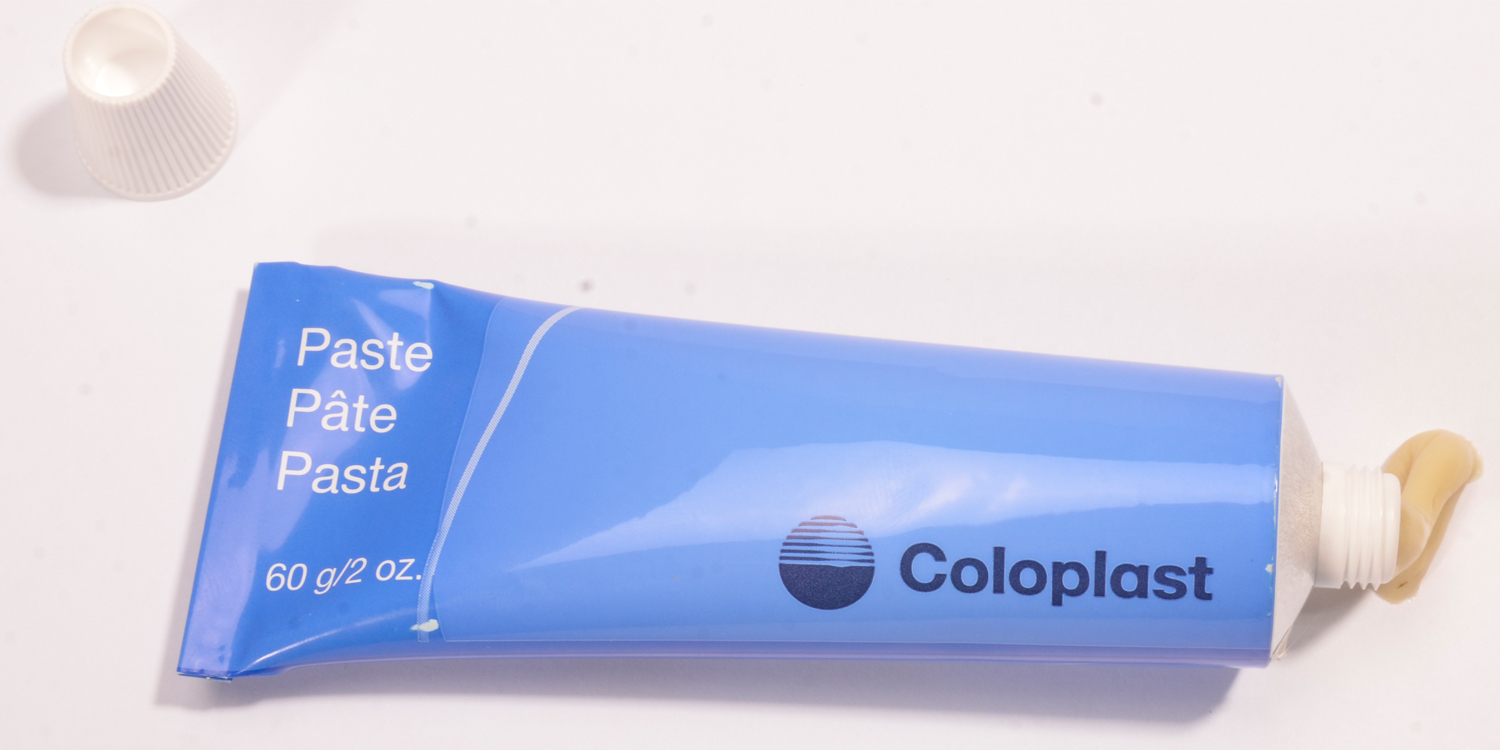 Paste
Pâte
Pasta
60 g/2 oz.
Coloplast